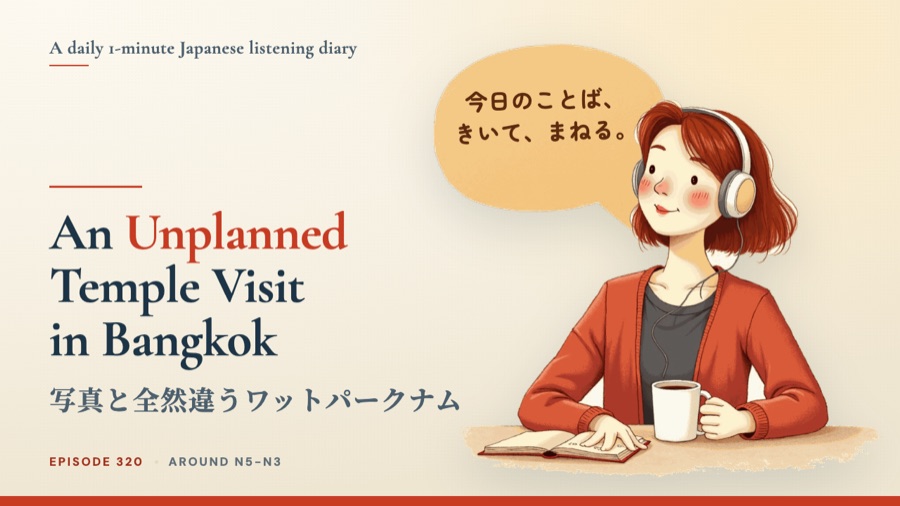 A daily 1-minute Japanese listening diary
今日のことば、
きいて、まねる。
An Unplanned
Temple Visit
in Bangkok
写真と全然違うワットパークナム
EPISODE 320 · AROUND N5–N3